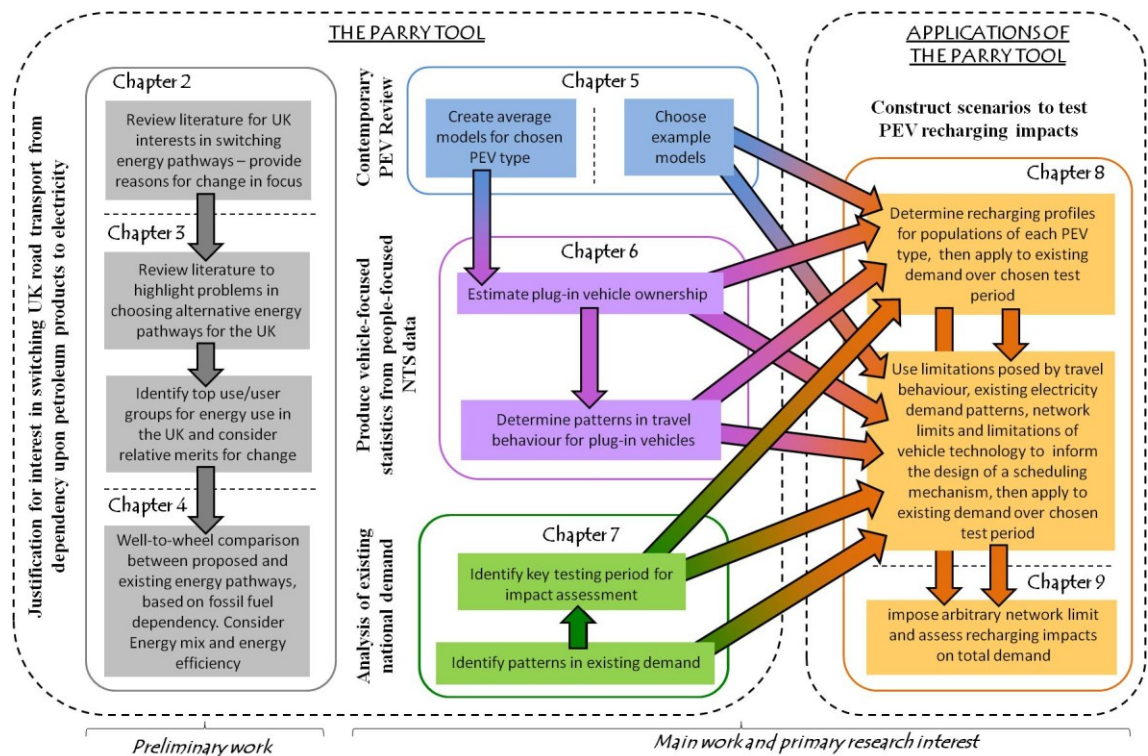 THE PARRY TOOL
Justification for interest in switching UK road transport from
dependency upon petroleum products to electricity
Chapter 2
Review literature for UK
interests in switching
energy pathways – provide
reasons for change in focus
Chapter 3
Review literature to
highlight problems in
choosing alternative energy
pathways for the UK
Identify top use/user
groups for energy use in
the UK and consider
relative merits for change
Chapter 4
Well-to-wheel comparison
between proposed and
existing energy pathways,
based on fossil fuel
dependency. Consider
Energy mix and energy
efficiency
Contemporary
PEV Review
Chapter 5
Create average
models for chosen
PEV type
Choose
example models
Produce vehicle-focused
statistics from people-focused
NTS data
Chapter 6
Estimate plug-in vehicle ownership
Determine patterns in travel
behaviour for plug-in vehicles
Analysis of existing
national demand
Chapter 7
Identify key testing period for
impact assessment
Identify patterns in existing demand
APPLICATIONS OF
THE PARRY TOOL
Construct scenarios to test
PEV recharging impacts
Chapter 8
Determine recharging profiles
for populations of each PEV
type, then apply to existing
demand over chosen test
period
Use limitations posed by travel
behaviour, existing electricity
demand patterns, network
limits and limitations of
vehicle technology to inform
the design of a scheduling
mechanism, then apply to
existing demand over chosen
test period
Chapter 9
impose arbitrary network limit
and assess recharging impacts
on total demand
Preliminary work
Main work and primary research interest